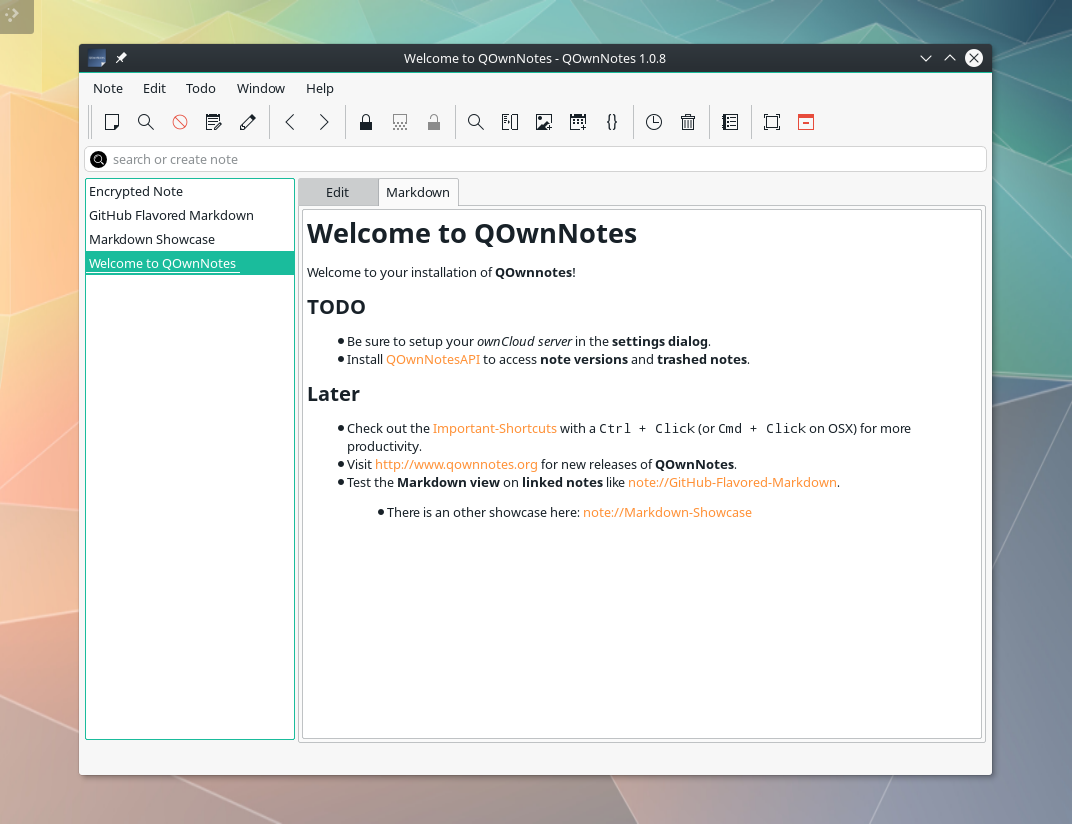 Welcome to QOwnNotes - QOwnNotes 1.0.8
Note Edit Todo Window Help
{}
search or create note
Encrypted Note
GitHub Flavored Markdown
Markdown Showcase
Welcome to QOwnNotes
Edit Markdown
Welcome to QOwnNotes
Welcome to your installation of QOwnnotes!
TODO
● Be sure to setup your ownCloud server in the settings dialog.
● Install QOwnNotesAPI to access note versions and trashed notes.
Later
● Check out the Important-Shortcuts with a Ctrl + Click (or Cmd + Click on OSX) for more
productivity.
● Visit http://www.qownnotes.org for new releases of QOwnNotes.
● Test the Markdown view on linked notes like note://GitHub-Flavored-Markdown.
● There is an other showcase here: note://Markdown-Showcase